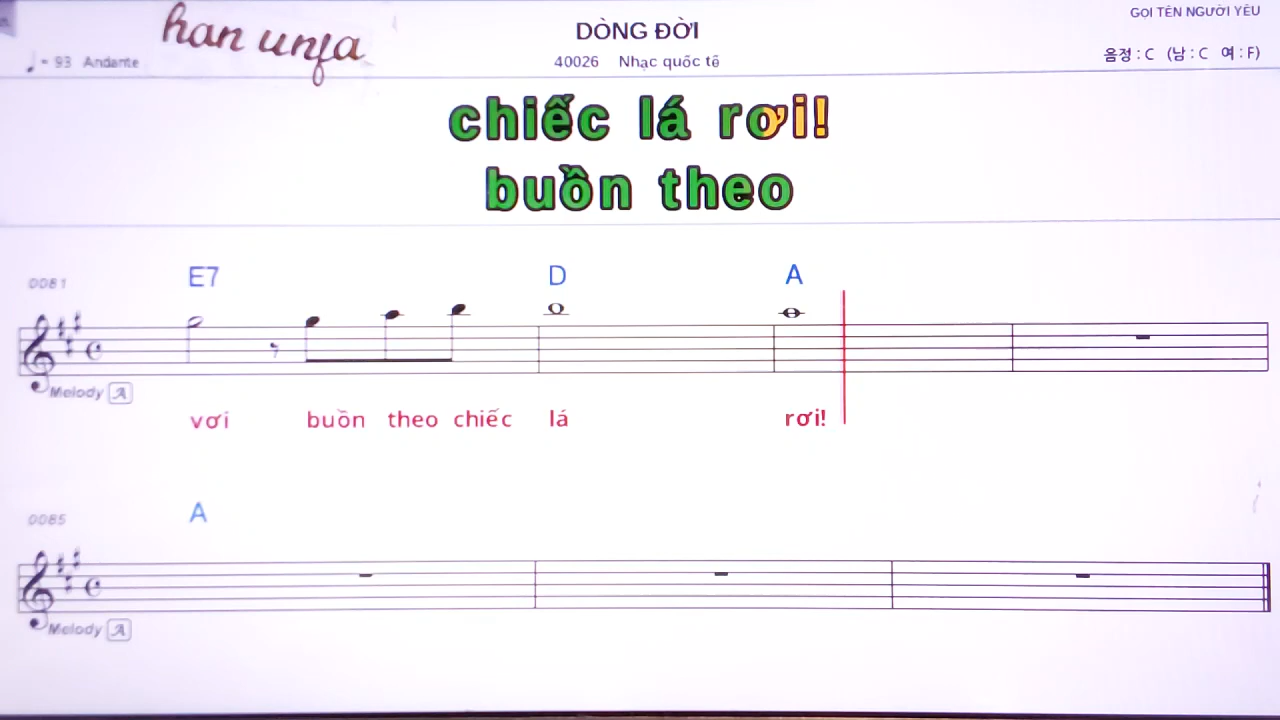 han unfa
DÒNG ĐỜI
GỌI TÊN NGƯỜI YÊU
♩= 93 Andante
40026 Nhạc quốc tế
음정 : C (남 : C 여 : F)
chiếc lá rơi!
buồn theo
0081 E7 D A
Melody A
vơi buồn theo chiếc lá rơi!
0085 A
Melody A